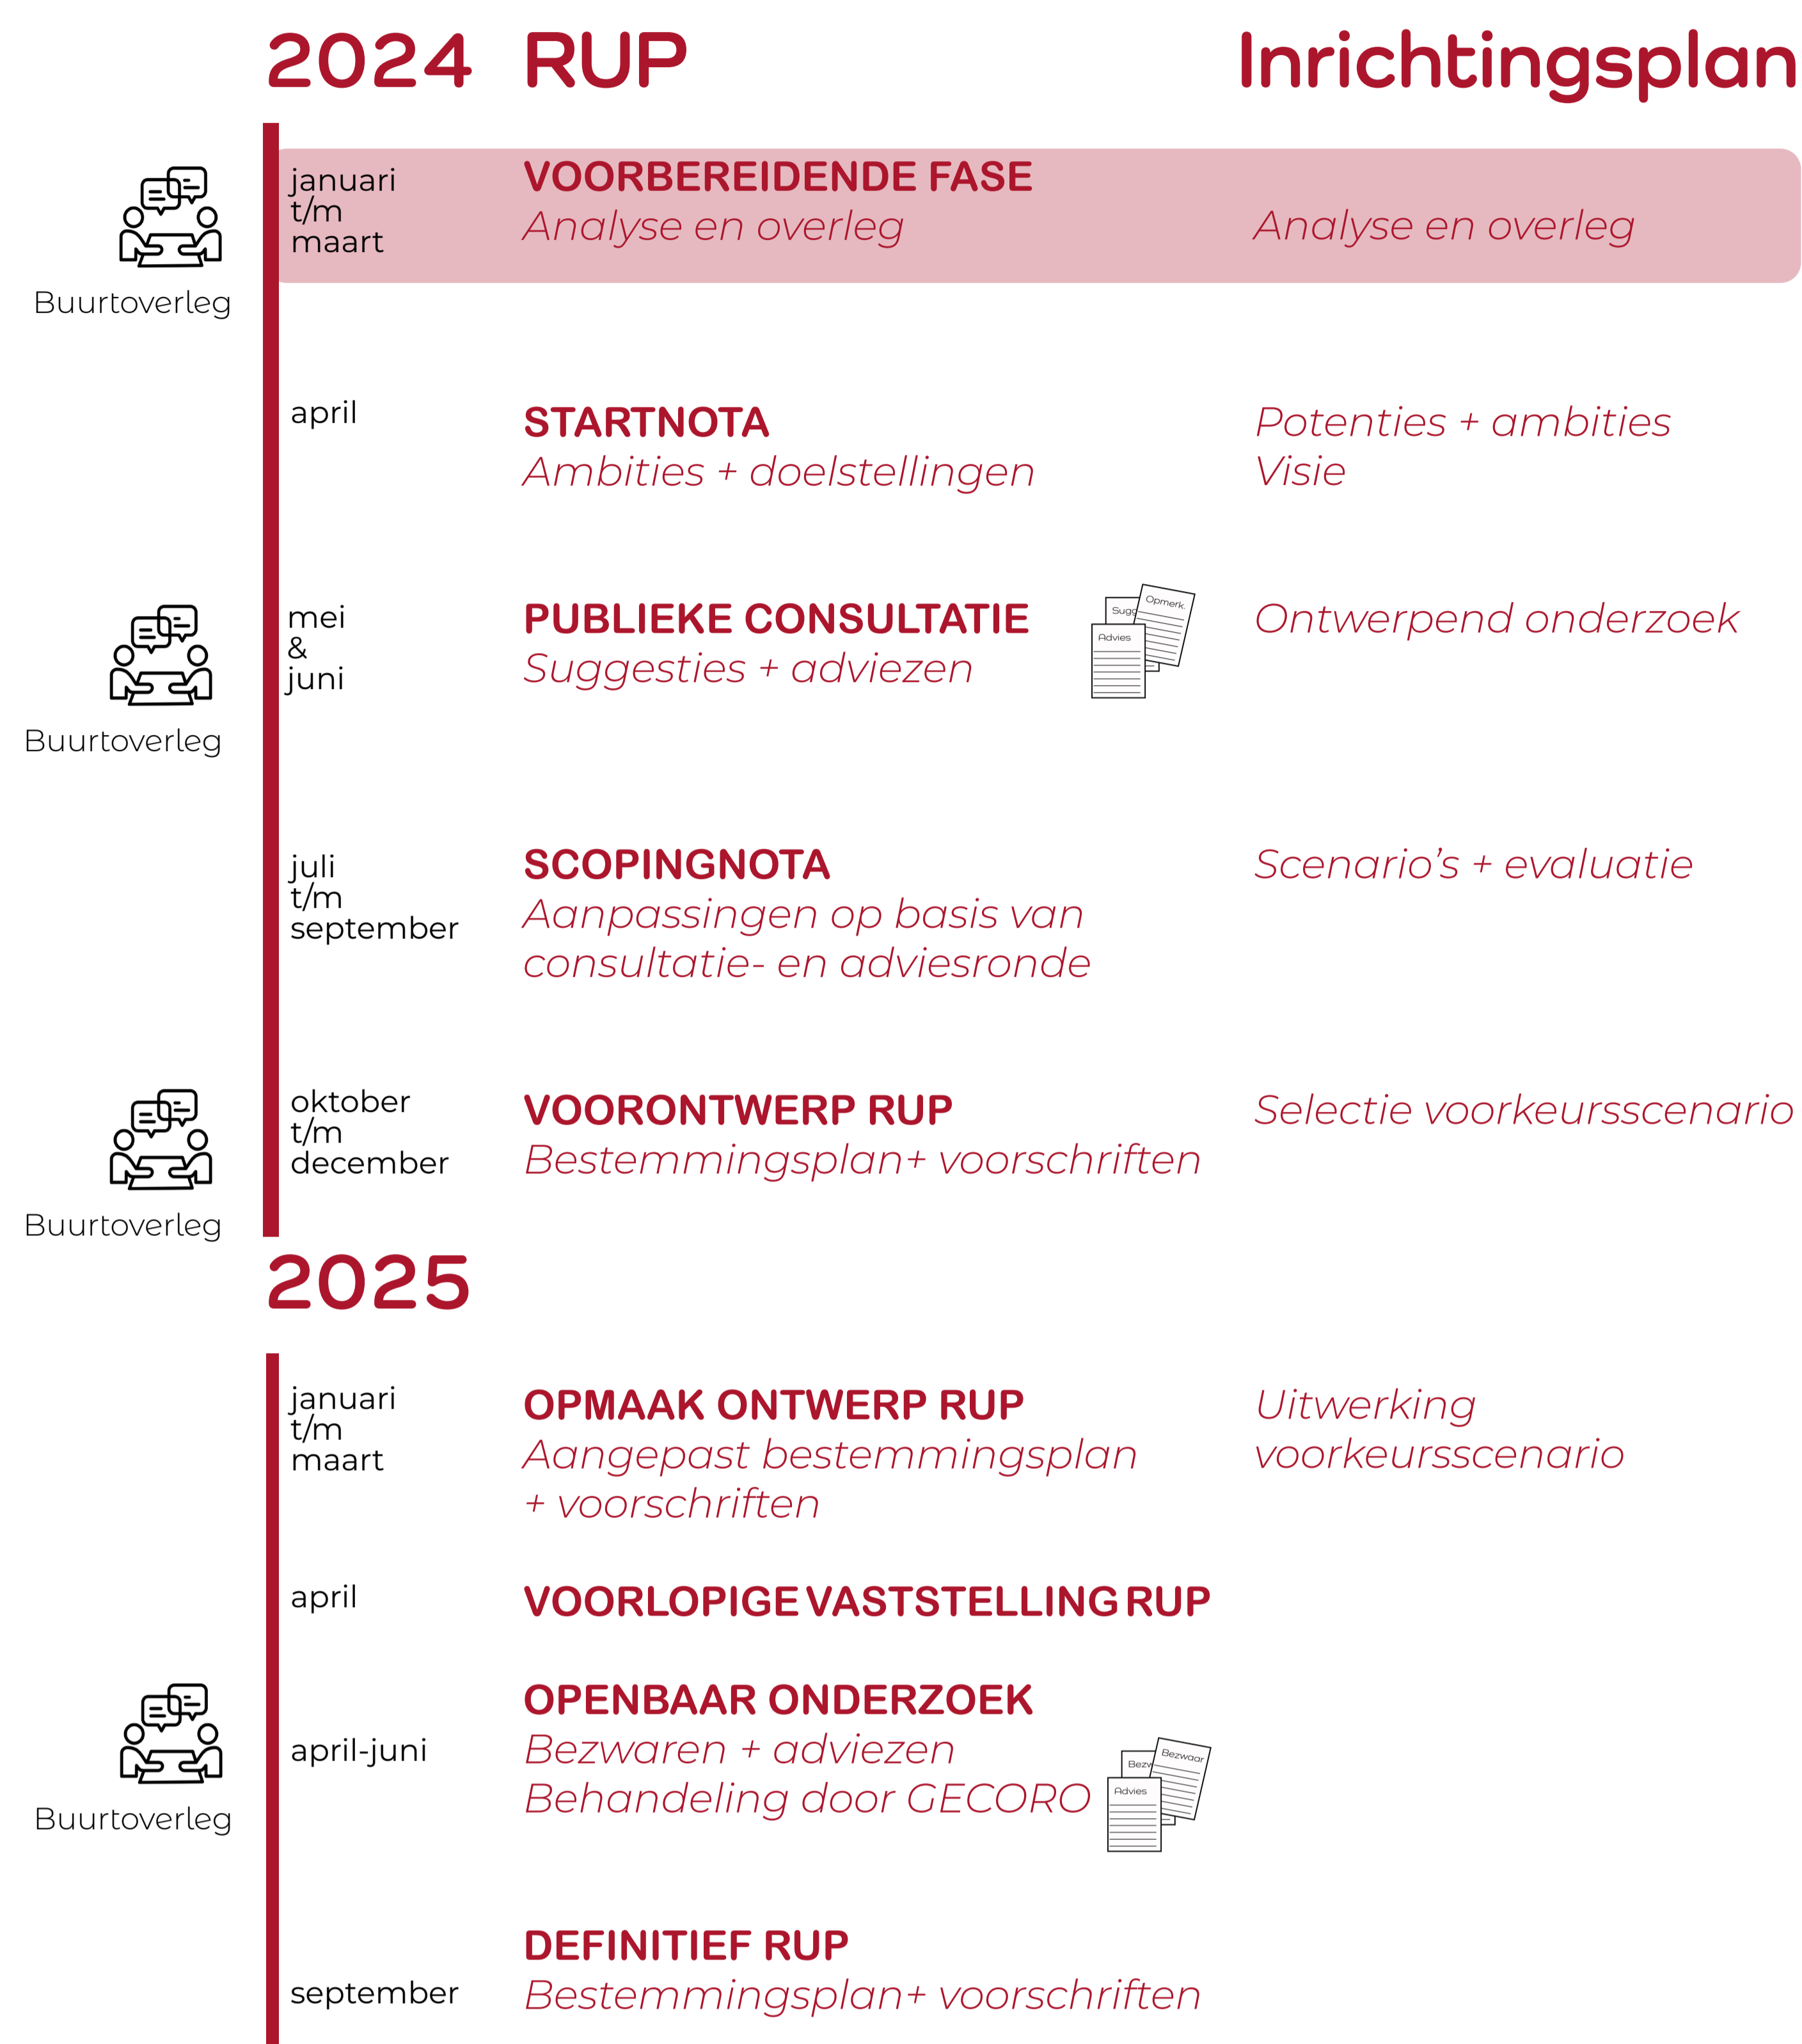 2024 RUP Inrichtingsplan
januari
t/m
maart
VOORBEREIDENDE FASE
Analyse en overleg
Analyse en overleg
Buurtoverleg
april
STARTNOTA
Ambities + doelstellingen
Potenties + ambities
Visie
mei
&
juni
PUBLIEKE CONSULTATIE
Suggesties + adviezen
Opmerk.
Advies
Ontwerpend onderzoek
Buurtoverleg
juli
t/m
september
SCOPINGNOTA
Aanpassingen op basis van
consultatie- en adviesronde
Scenario’s + evaluatie
oktober
t/m
december
VOORONTWERP RUP
Bestemmingsplan+ voorschriften
Selectie voorkeursscenario
Buurtoverleg
2025
januari
t/m
maart
OPMAAK ONTWERP RUP
Aangepast bestemmingsplan
+ voorschriften
Uitwerking
voorkeursscenario
april
VOORLOPIGE VASTSTELLING RUP
april-juni
OPENBAAR ONDERZOEK
Bezwaren + adviezen
Behandeling door GECORO
Bezwaar
Advies
Buurtoverleg
september
DEFINITIEF RUP
Bestemmingsplan+ voorschriften